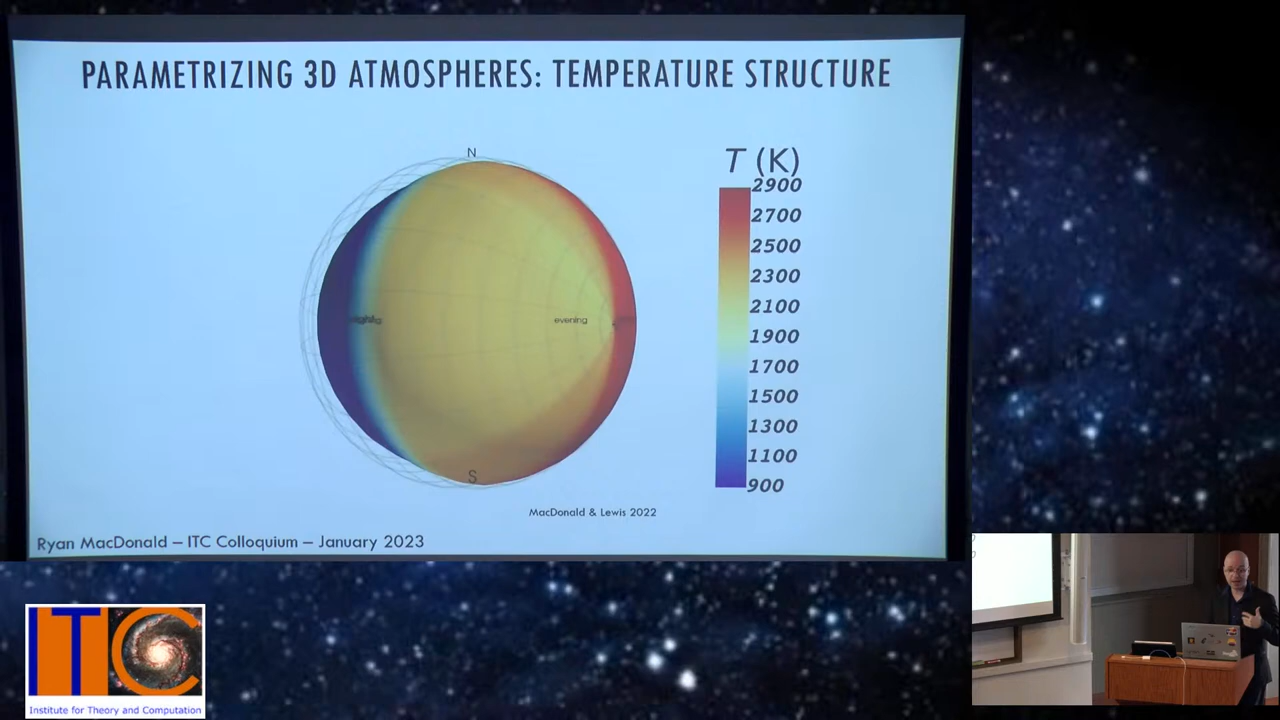 PARAMETRIZING 3D ATMOSPHERES: TEMPERATURE STRUCTURE
N
T (K)
2900
2700
2500
2300
2100
1900
1700
1500
1300
1100
900
evening
S
MacDonald & Lewis 2022
Ryan MacDonald – ITC Colloquium – January 2023
ITC
Institute for Theory and Computation